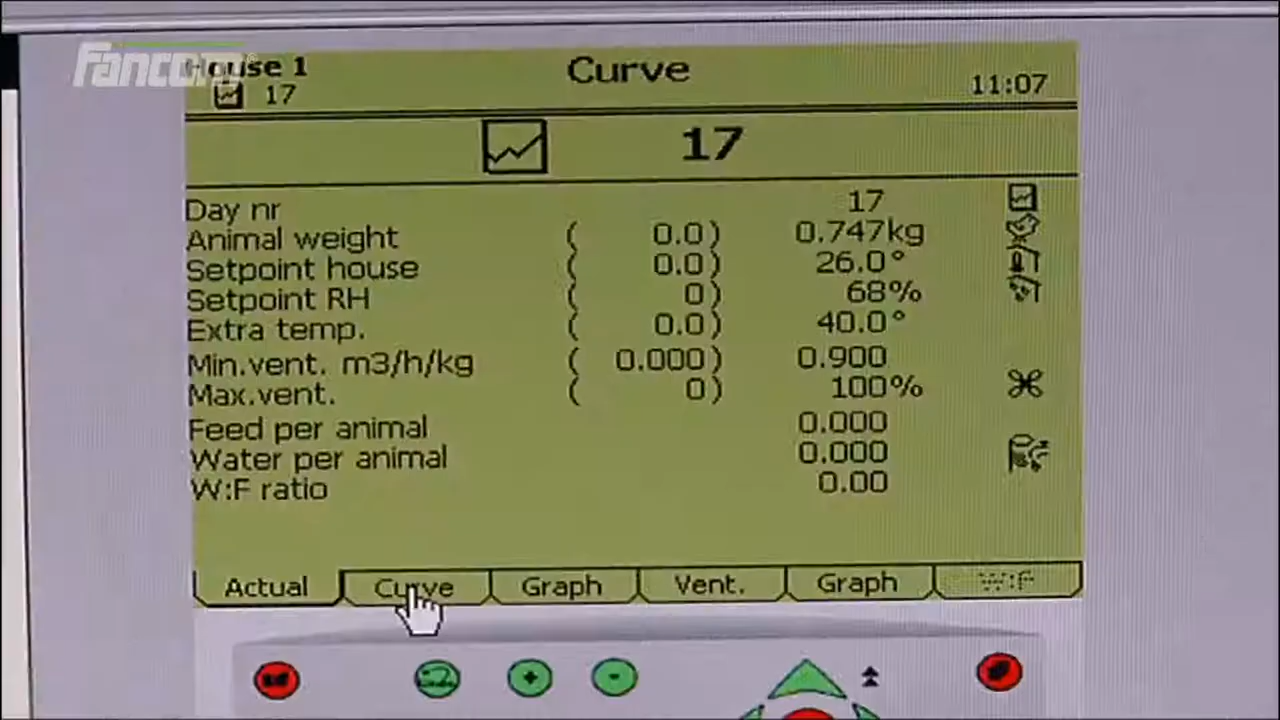 Fancom
House 1
Curve
11:07
17
17
Day nr 17
Animal weight ( 0.0) 0.747kg
Setpoint house ( 0.0) 26.0°
Setpoint RH ( 0) 68%
Extra temp. ( 0.0) 40.0°
Min.vent. m3/h/kg ( 0.000) 0.900
Max.vent. ( 0) 100%
Feed per animal 0.000
Water per animal 0.000
W:F ratio 0.00
Actual Curve Graph Vent. Graph W:F
+ -